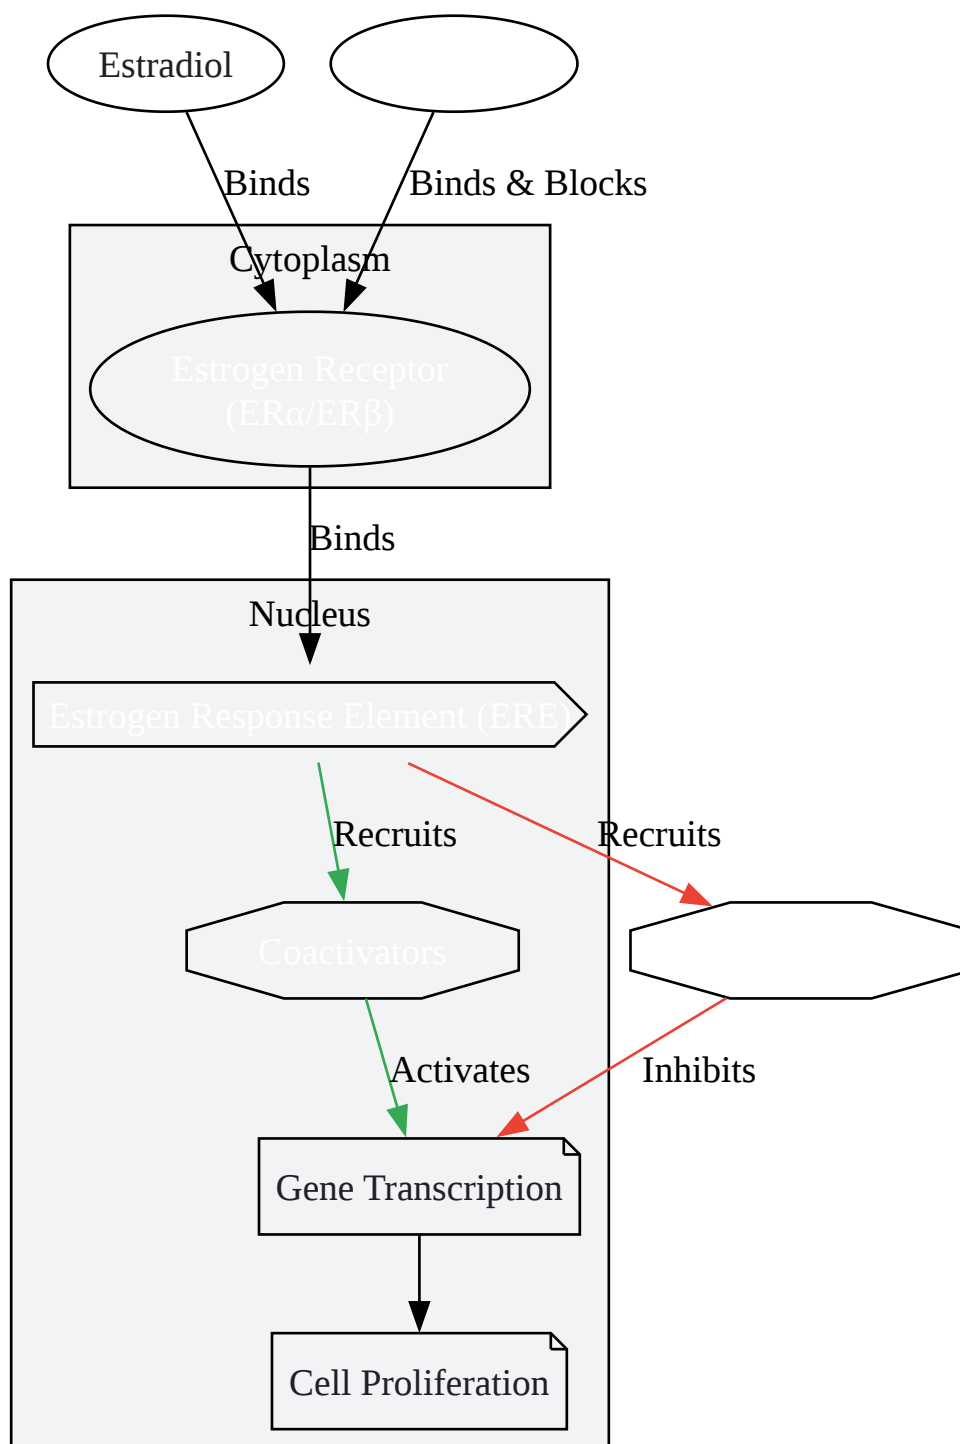 Estradiol
Binds
Binds & Blocks
Cytoplasm
Estrogen Receptor
(ERα/ERβ)
Binds
Nucleus
Estrogen Response Element (ERE)
Recruits
Recruits
Coactivators
Activates
Inhibits
Gene Transcription
Cell Proliferation